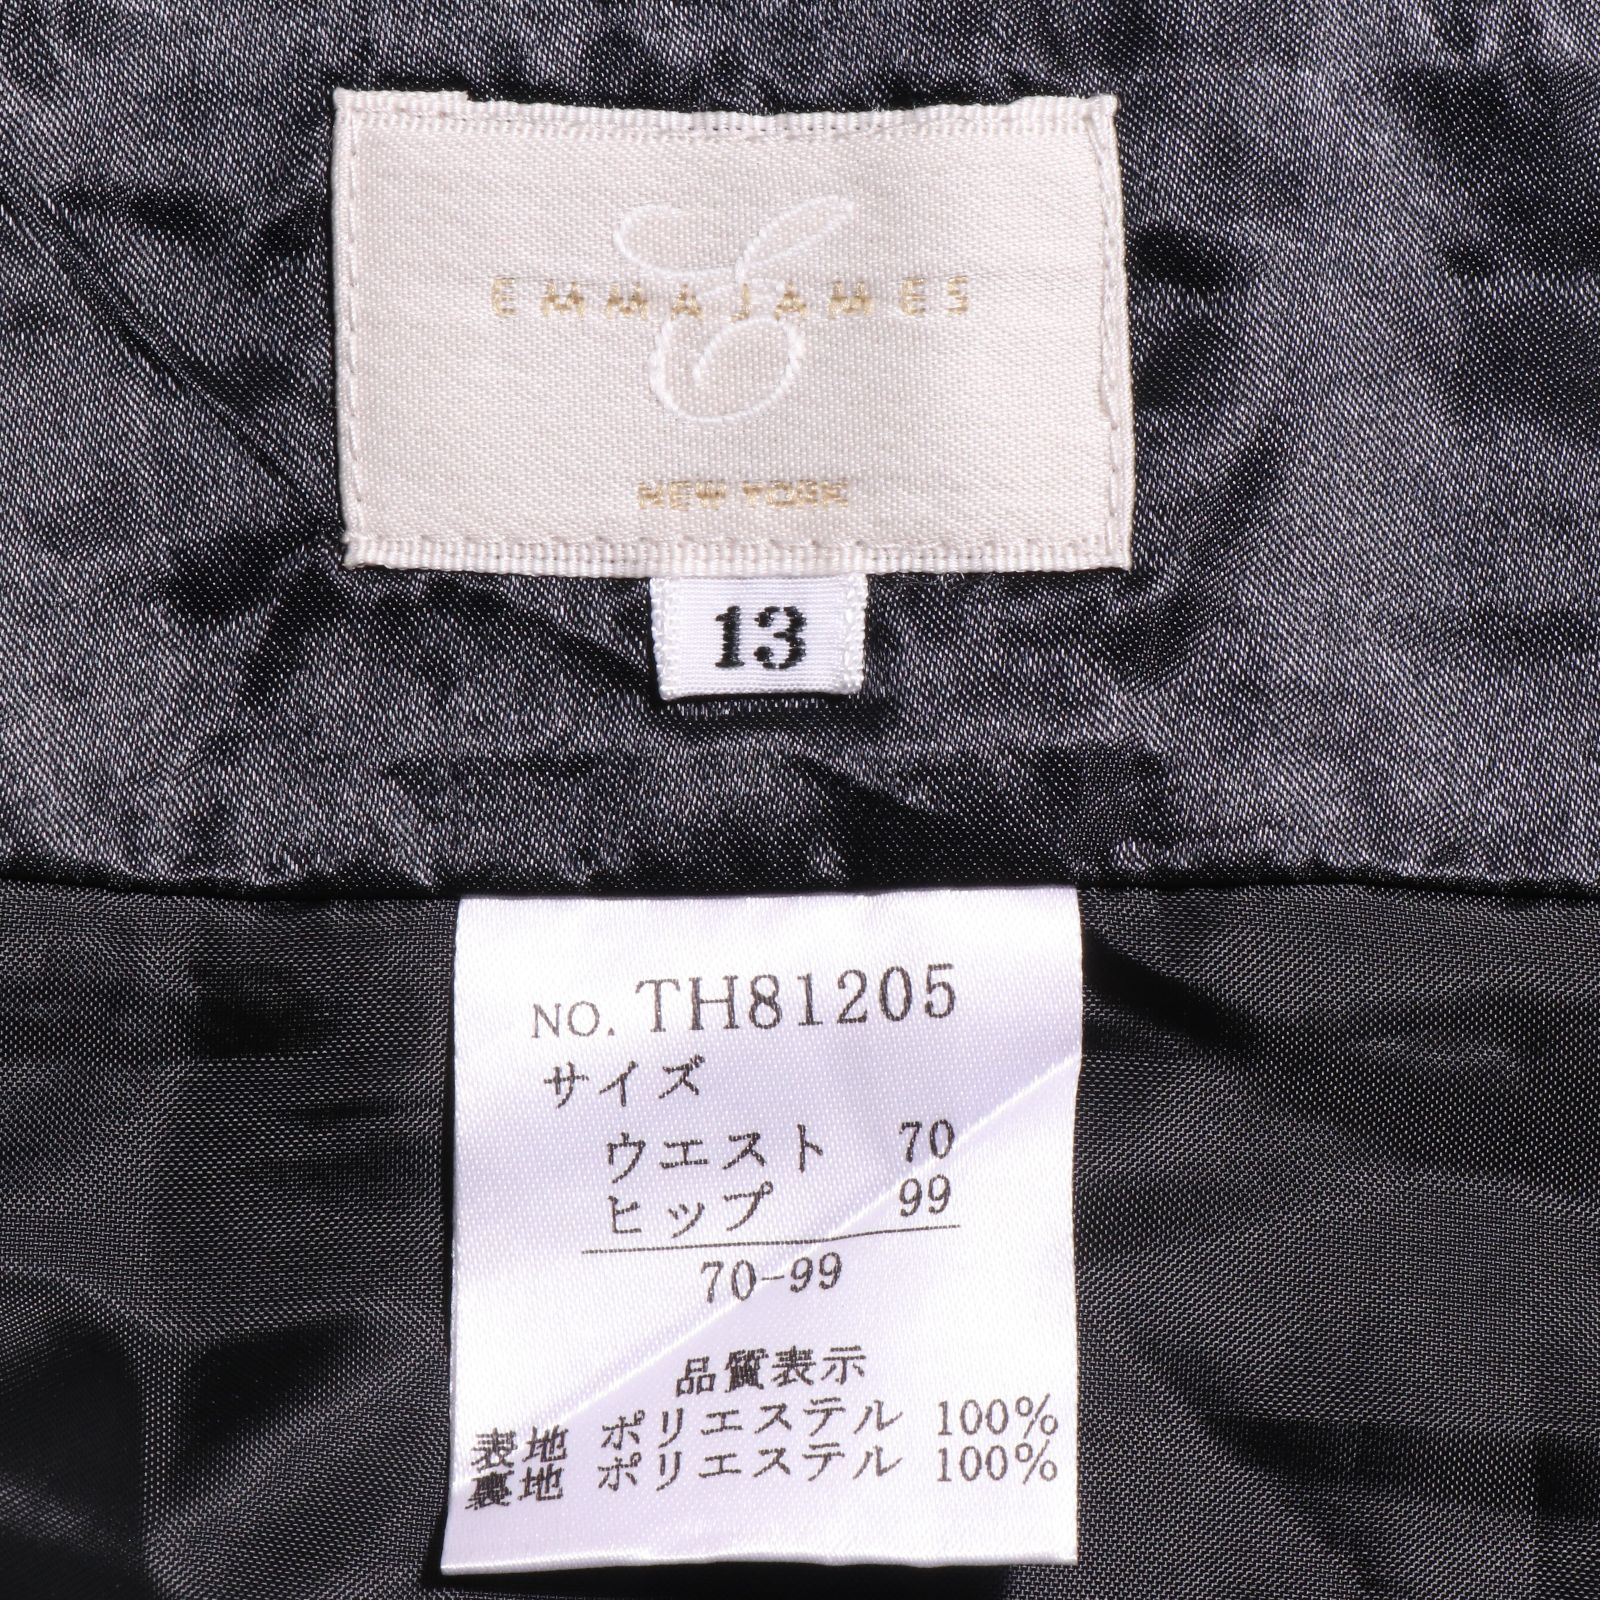 E
EMMAJAMES
NEW YORK
13
NO. TH81205
サイズ
ウエスト 70
ヒップ 99
70-99
品質表示
表地 ポリエステル 100%
裏地 ポリエステル 100%